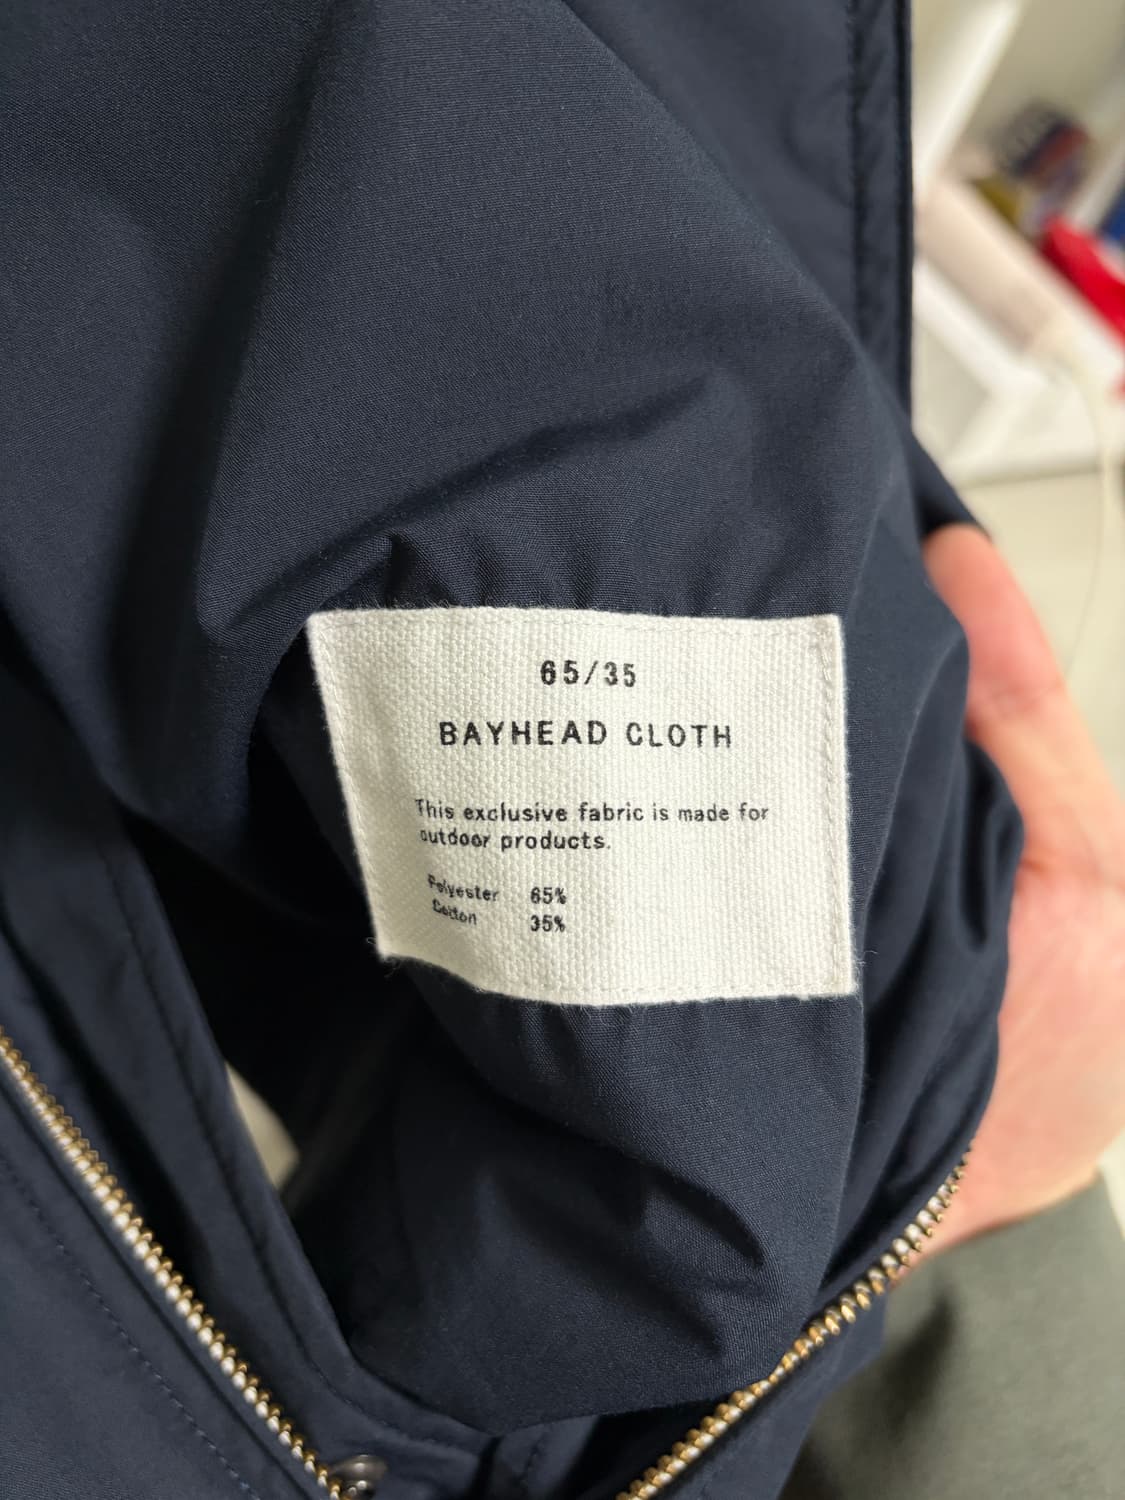 65/35
BAYHEAD CLOTH
This exclusive fabric is made for
outdoor products.
Polyester 65%
Cotton 35%